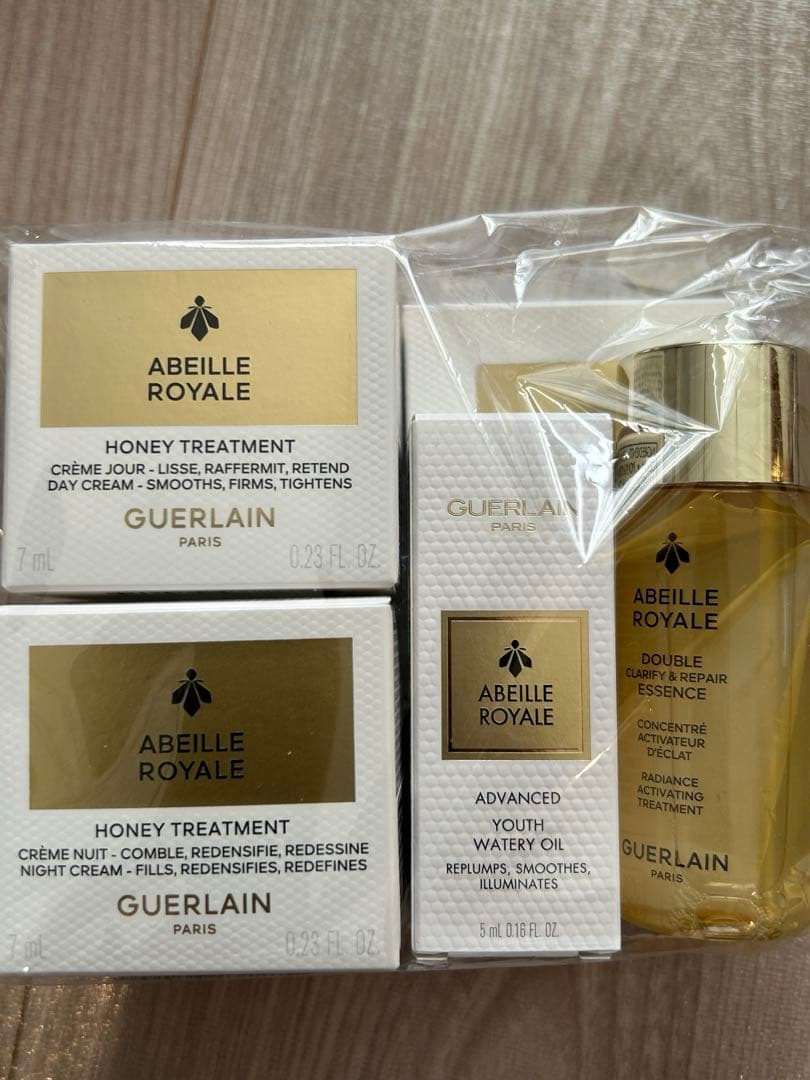 ABEILLE
ROYALE
HONEY TREATMENT
CRÈME JOUR - LISSE, RAFFERMIT, RETEND
DAY CREAM - SMOOTHS, FIRMS, TIGHTENS
GUERLAIN
PARIS
7 mL 0.23 FL. OZ.
ABEILLE
ROYALE
HONEY TREATMENT
CRÈME NUIT - COMBLE, REDENSIFIE, REDESSINE
NIGHT CREAM - FILLS, REDENSIFIES, REDEFINES
GUERLAIN
PARIS
7 mL 0.23 FL. OZ.
GUERLAIN
PARIS
ABEILLE
ROYALE
ADVANCED
YOUTH
WATERY OIL
REPLUMPS, SMOOTHES,
ILLUMINATES
5 mL 0.16 FL. OZ.
ABEILLE
ROYALE
DOUBLE
CLARIFY & REPAIR
ESSENCE
CONCENTRÉ
ACTIVATEUR
D'ÉCLAT
RADIANCE
ACTIVATING
TREATMENT
GUERLAIN
PARIS